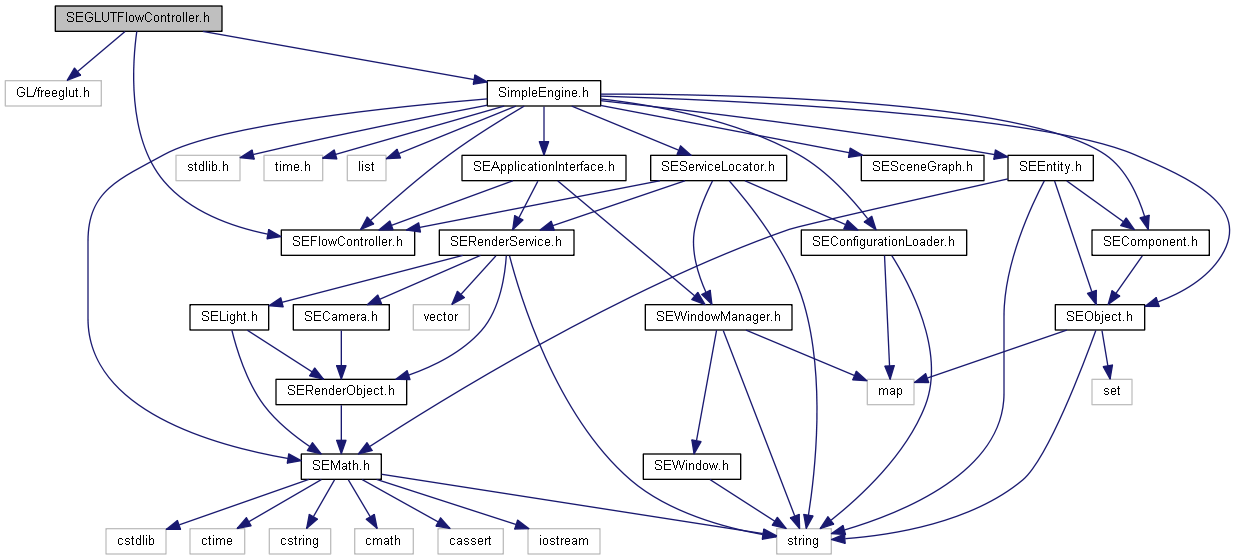 SEGLUTFlowController.h
GL/freeglut.h
SimpleEngine.h
stdlib.h
time.h
list
SEApplicationInterface.h
SEServiceLocator.h
SESceneGraph.h
SEEntity.h
SEFlowController.h
SERenderService.h
SEConfigurationLoader.h
SEComponent.h
SELight.h
SECamera.h
vector
SEWindowManager.h
SEObject.h
SERenderObject.h
map
set
SEMath.h
SEWindow.h
cstdlib
ctime
cstring
cmath
cassert
iostream
string